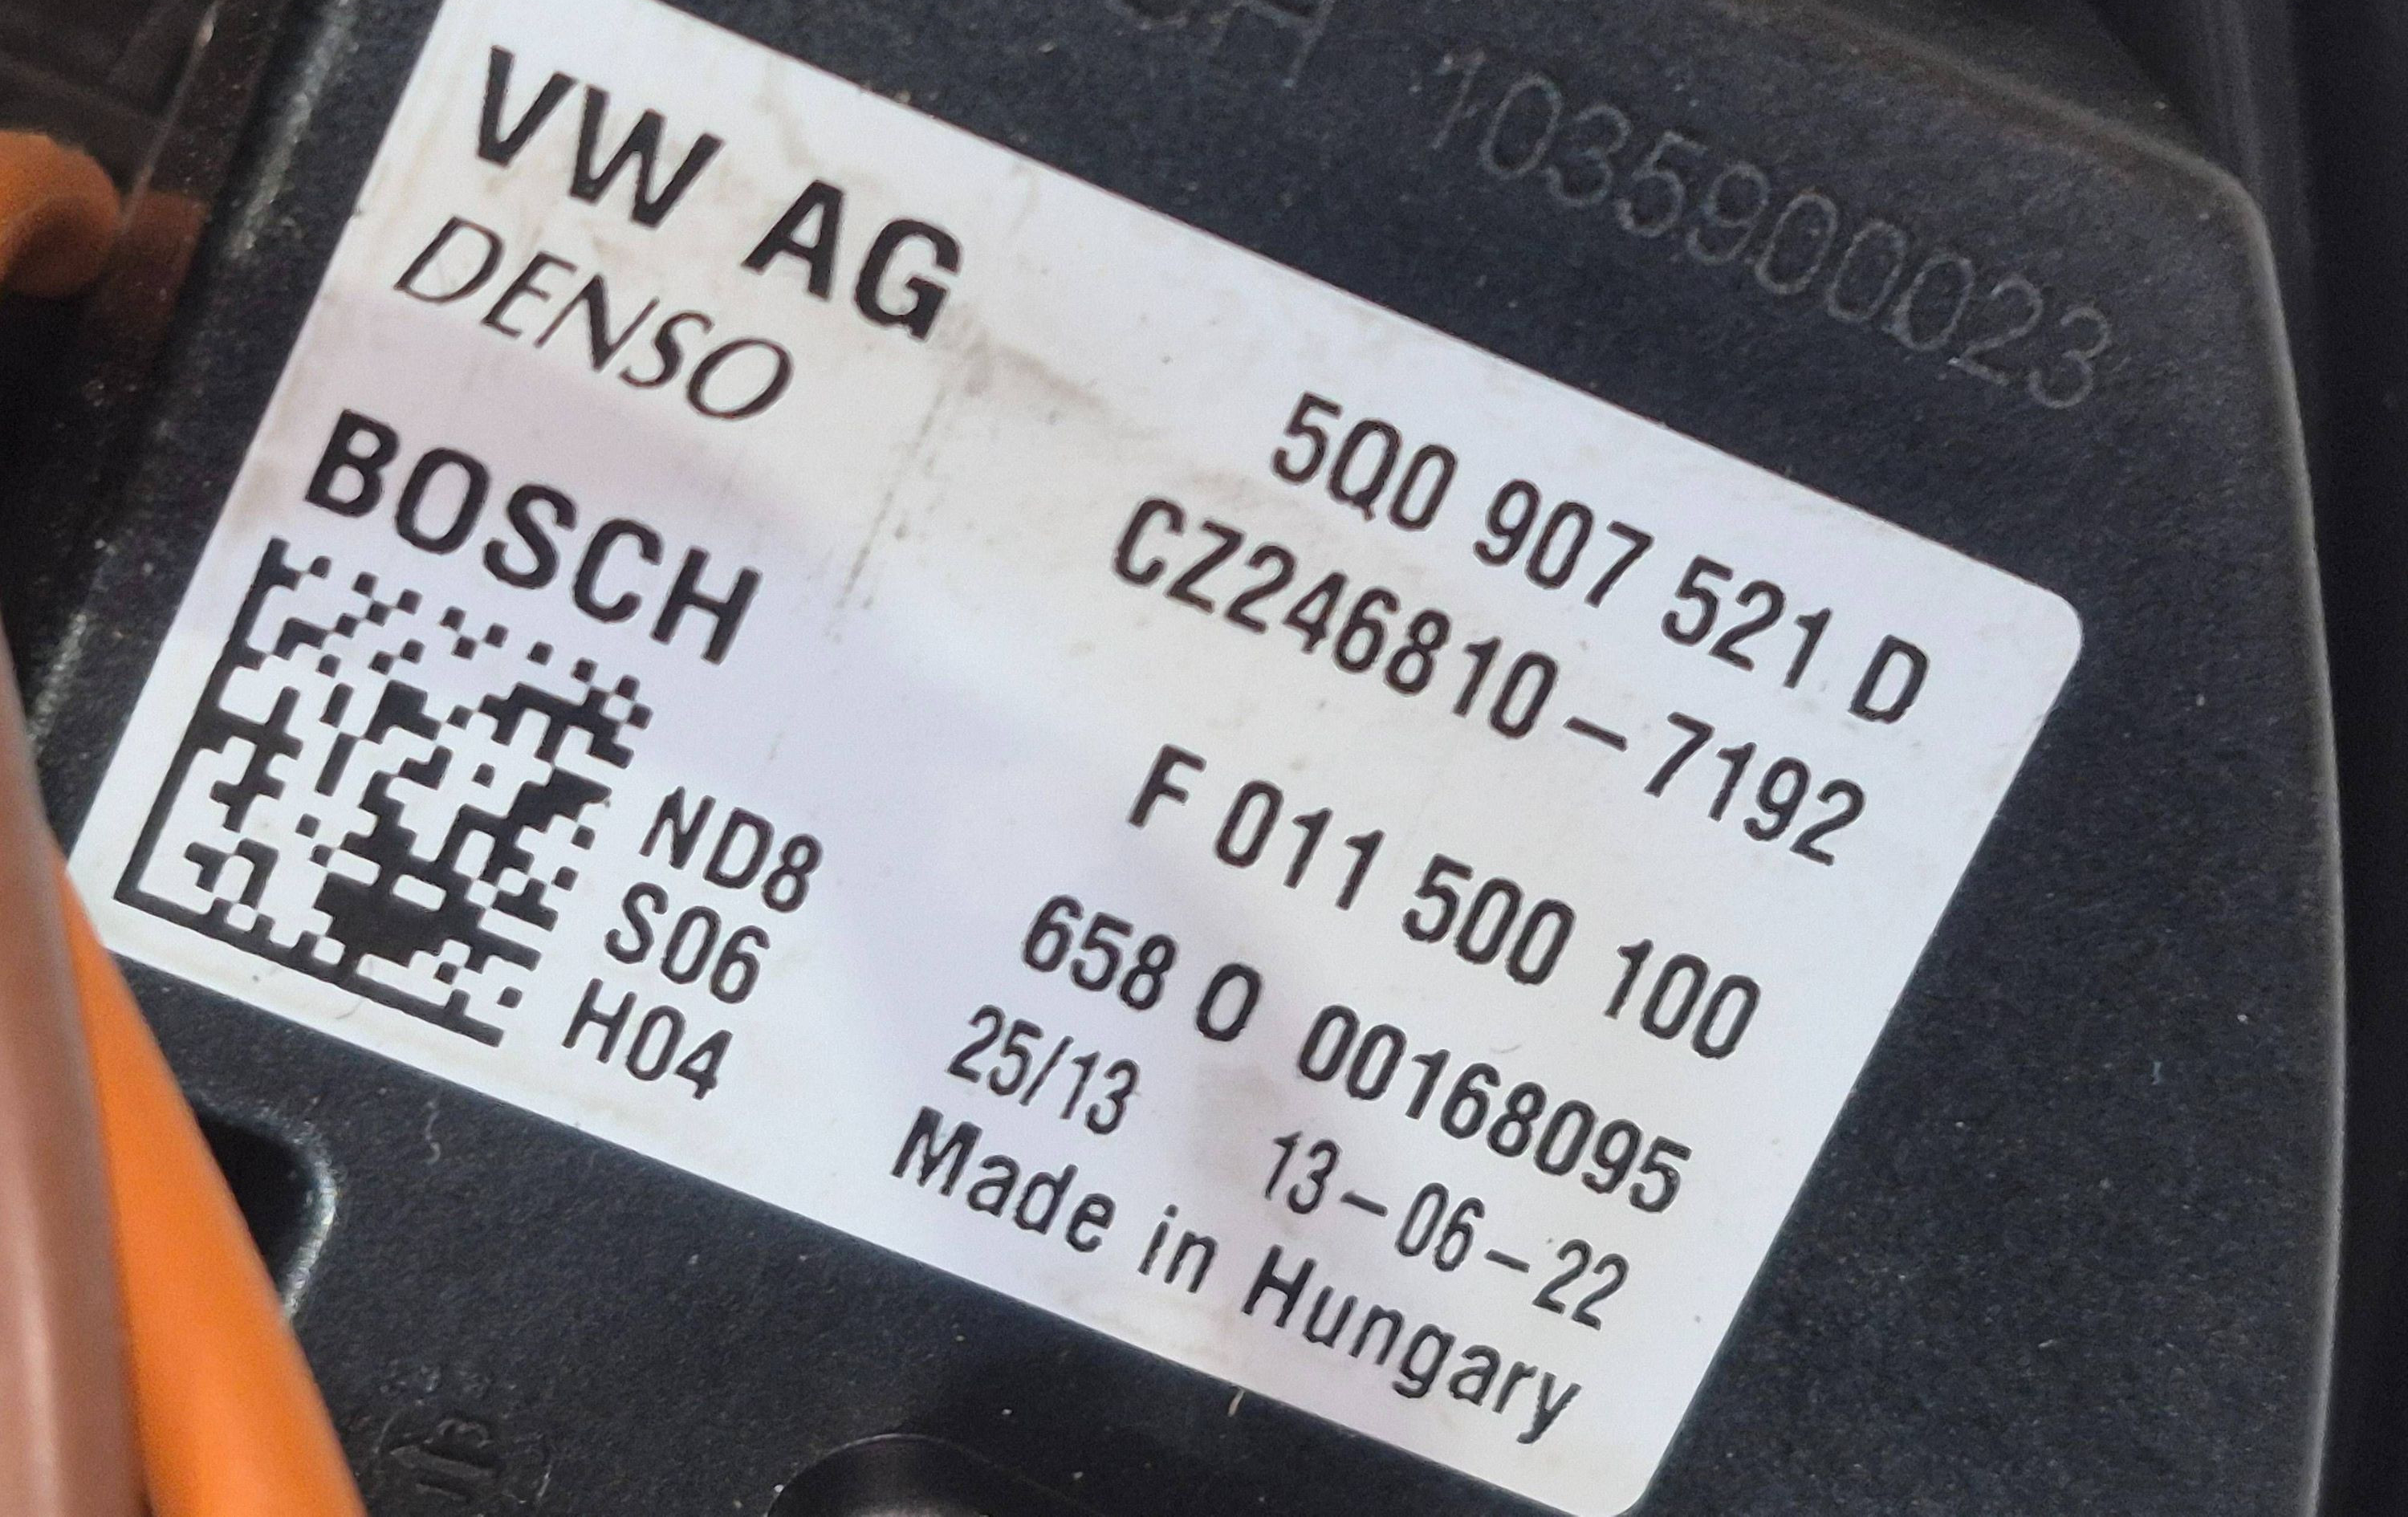 103590023
VW AG
DENSO
5Q0 907 521 D
CZ246810-7192
BOSCH
F 011 500 100
ND8
S06
H04
658 0 00168095
25/13 13-06-22
Made in Hungary